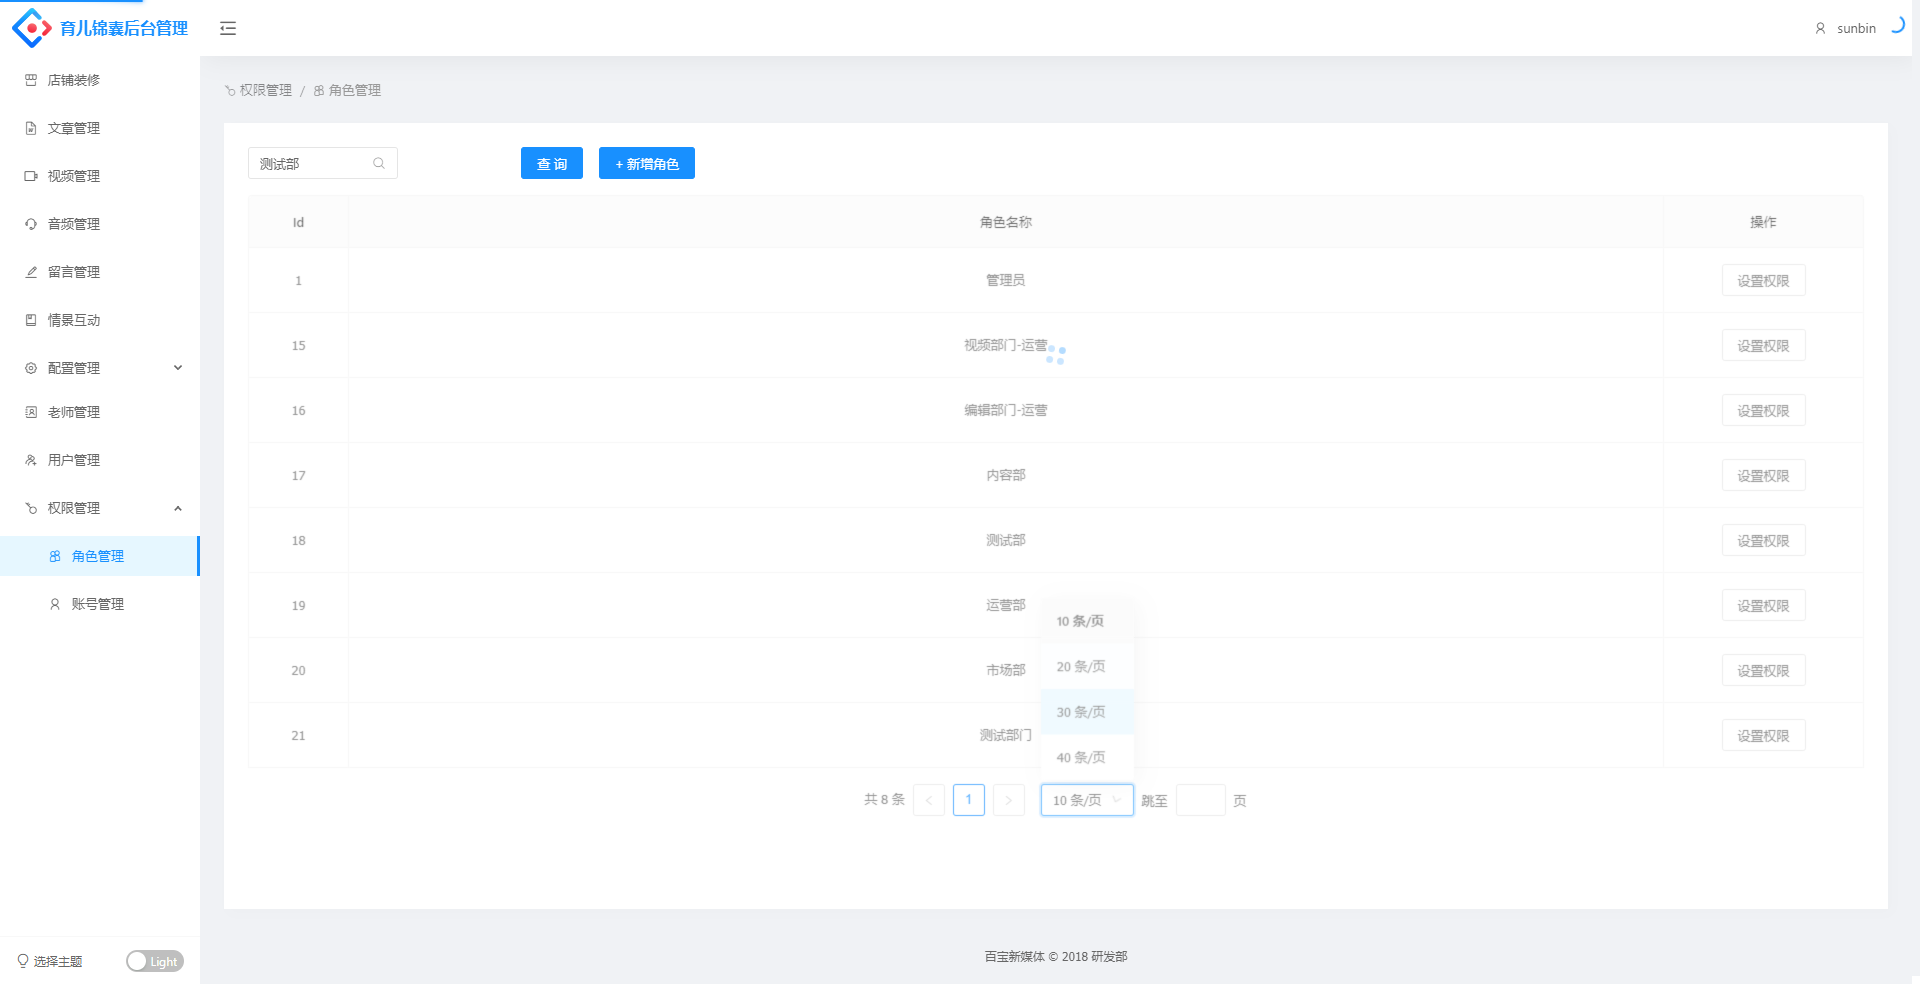 育儿锦囊后台管理
sunbin
店铺装修
文章管理
视频管理
音频管理
留言管理
情景互动
配置管理
老师管理
用户管理
权限管理
角色管理
账号管理
选择主题 Light
权限管理 / 角色管理
测试部 查 询 + 新增角色
Id 角色名称 操作
1 管理员 设置权限
15 视频部门-运营 设置权限
16 编辑部门-运营 设置权限
17 内容部 设置权限
18 测试部 设置权限
19 运营部 设置权限
20 市场部 设置权限
21 测试部门 设置权限
10 条/页
20 条/页
30 条/页
40 条/页
共 8 条 < 1 > 10 条/页 跳至 页
百宝新媒体 © 2018 研发部